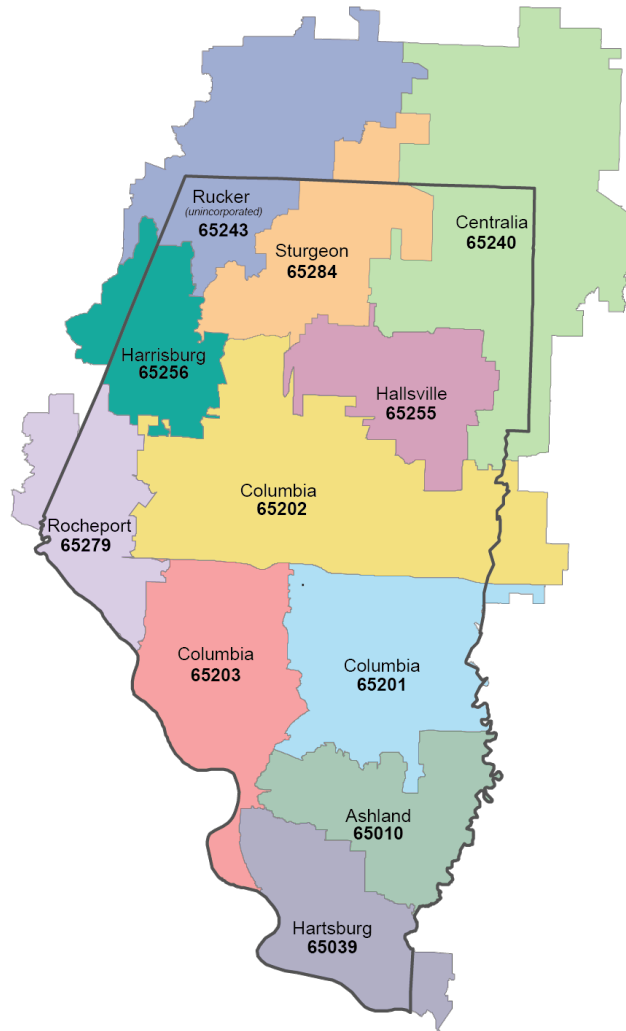 Rucker
(unincorporated)
65243
Centralia
65240
Sturgeon
65284
Harrisburg
65256
Hallsville
65255
Columbia
65202
Rocheport
65279
Columbia
65203
Columbia
65201
Ashland
65010
Hartsburg
65039